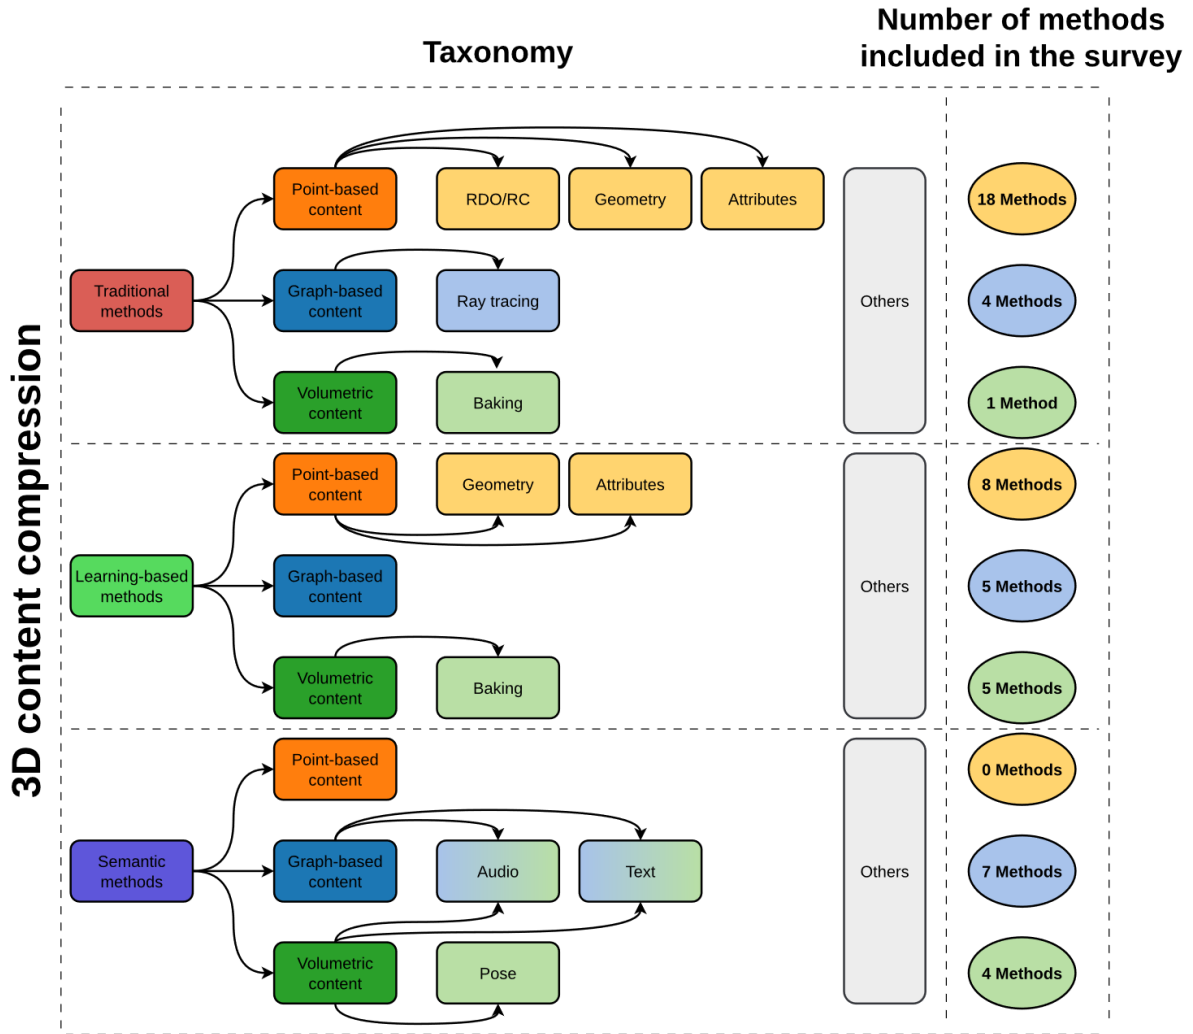 Number of methods
included in the survey
Taxonomy
3D content compression
Point-based
content
RDO/RC
Geometry
Attributes
18 Methods
Traditional
methods
Graph-based
content
Ray tracing
Others
4 Methods
Volumetric
content
Baking
1 Method
Point-based
content
Geometry
Attributes
8 Methods
Learning-based
methods
Graph-based
content
Others
5 Methods
Volumetric
content
Baking
5 Methods
Point-based
content
0 Methods
Semantic
methods
Graph-based
content
Audio
Text
Others
7 Methods
Volumetric
content
Pose
4 Methods